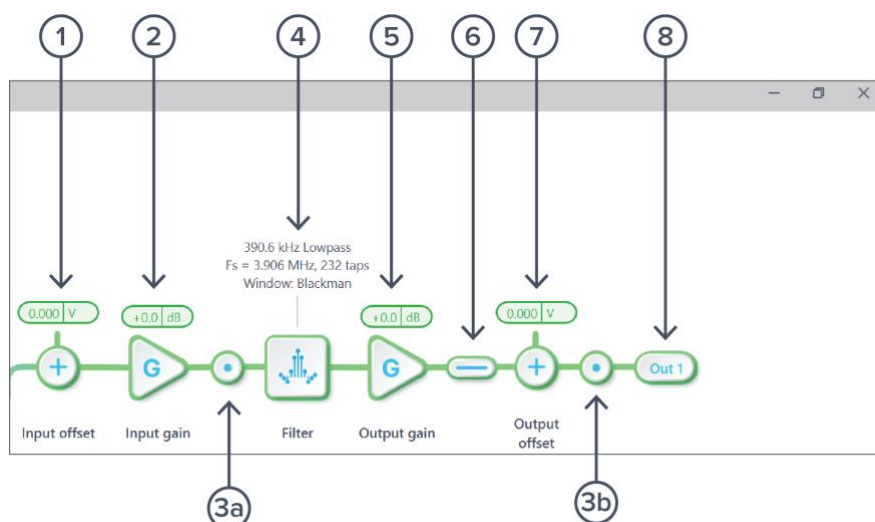 1 2 4 5 6 7 8
390.6 kHz Lowpass
Fs = 3.906 MHz, 232 taps
Window: Blackman
0.000 V +0.0 dB +0.0 dB 0.000 V
G G Out 1
Input offset Input gain Filter Output gain Output
offset
3a 3b